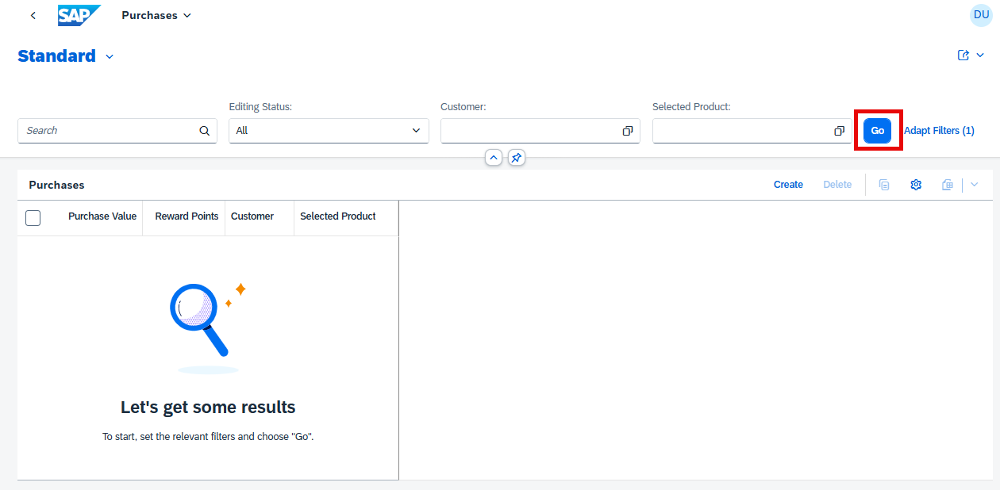 SAP Purchases DU
Standard
Editing Status: Customer: Selected Product:
Search All Go Adapt Filters (1)
Purchases Create Delete
Purchase Value Reward Points Customer Selected Product
Let's get some results
To start, set the relevant filters and choose "Go".